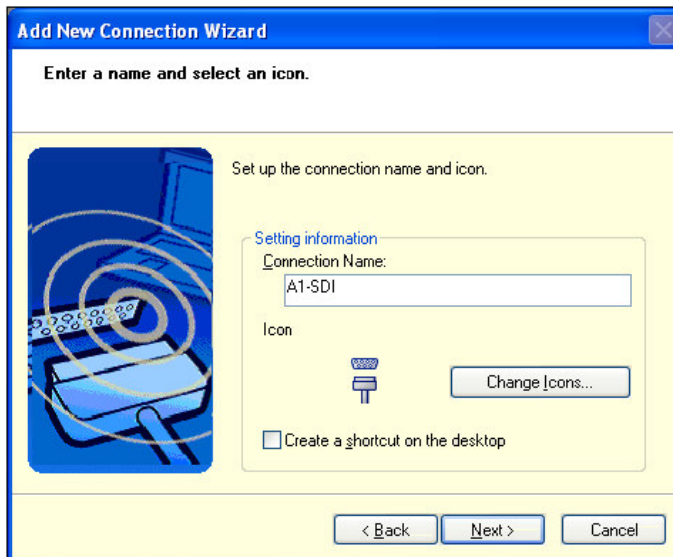 Add New Connection Wizard
Enter a name and select an icon.
Set up the connection name and icon.
Setting information
Connection Name:
A1-SDI
Icon
Change Icons...
Create a shortcut on the desktop
< Back
Next >
Cancel